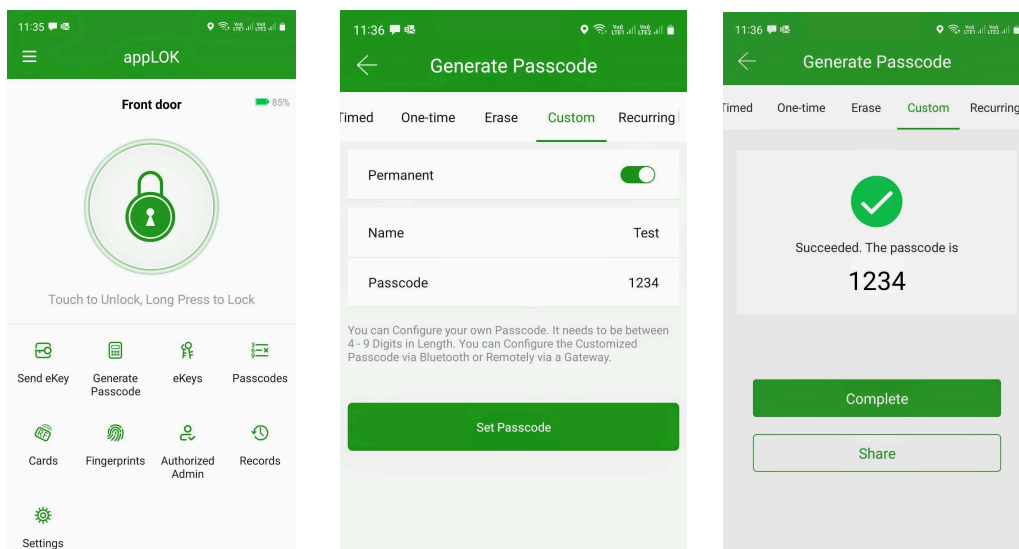 11:35
appLOK
Front door
85%
Touch to Unlock, Long Press to Lock
Send eKey
Generate
Passcode
eKeys
Passcodes
Cards
Fingerprints
Authorized
Admin
Records
Settings
11:36
Generate Passcode
Timed One-time Erase Custom Recurring
Permanent
Name Test
Passcode 1234
You can Configure your own Passcode. It needs to be between
4 - 9 Digits in Length. You can Configure the Customized
Passcode via Bluetooth or Remotely via a Gateway.
Set Passcode
11:36
Generate Passcode
Timed One-time Erase Custom Recurring
Succeeded. The passcode is
1234
Complete
Share